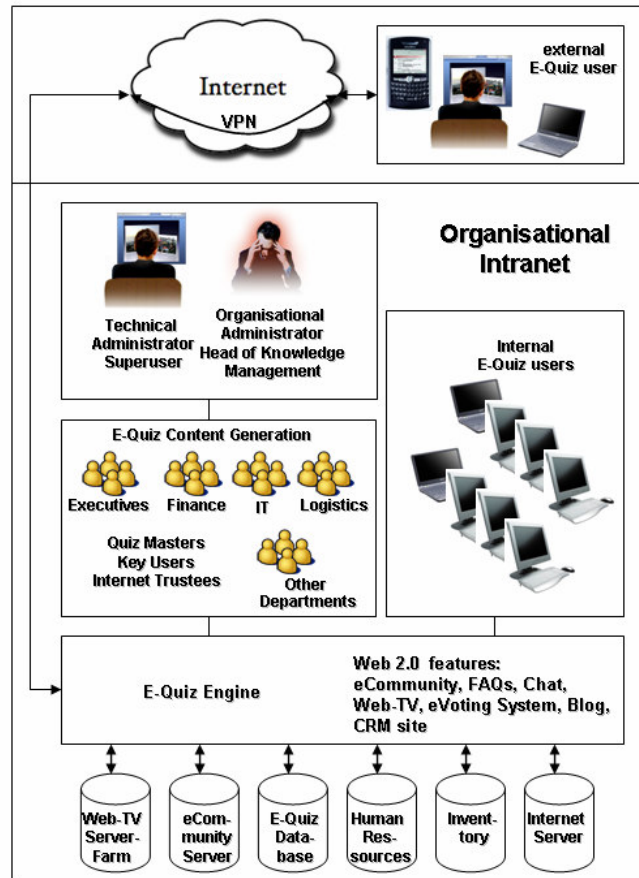 Internet
VPN
external
E-Quiz user
Organisational
Intranet
Technical
Administrator
Superuser
Organisational
Administrator
Head of Knowledge
Management
Internal
E-Quiz users
E-Quiz Content Generation
Executives
Finance
IT
Logistics
Quiz Masters
Key Users
Internet Trustees
Other
Departments
E-Quiz Engine
Web 2.0 features:
eCommunity, FAQs, Chat,
Web-TV, eVoting System, Blog,
CRM site
Web-TV
Server-
Farm
eCom-
munity
Server
E-Quiz
Data-
base
Human
Res-
sources
Invent-
tory
Internet
Server